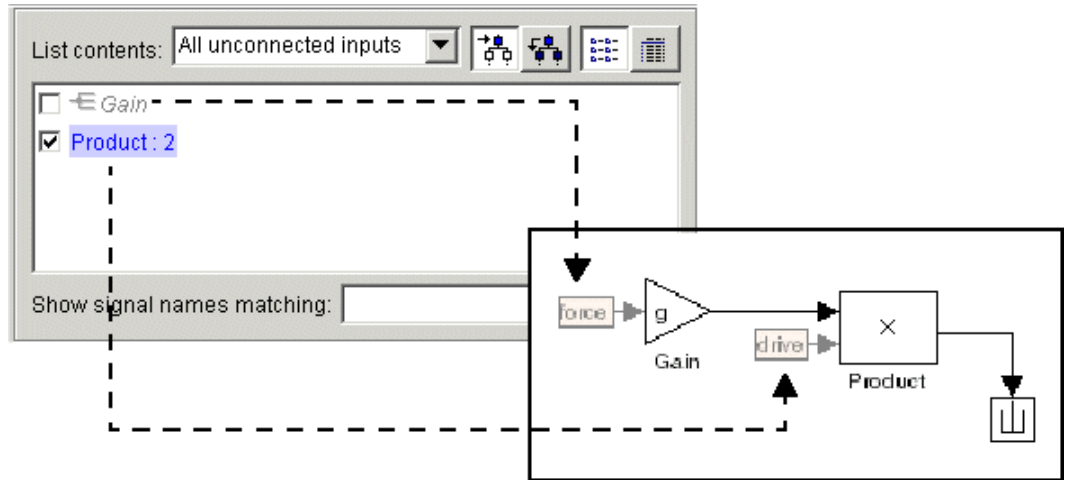 List contents: All unconnected inputs
Gain
Product : 2
Show signal names matching:
force
g
Gain
drive
×
Product